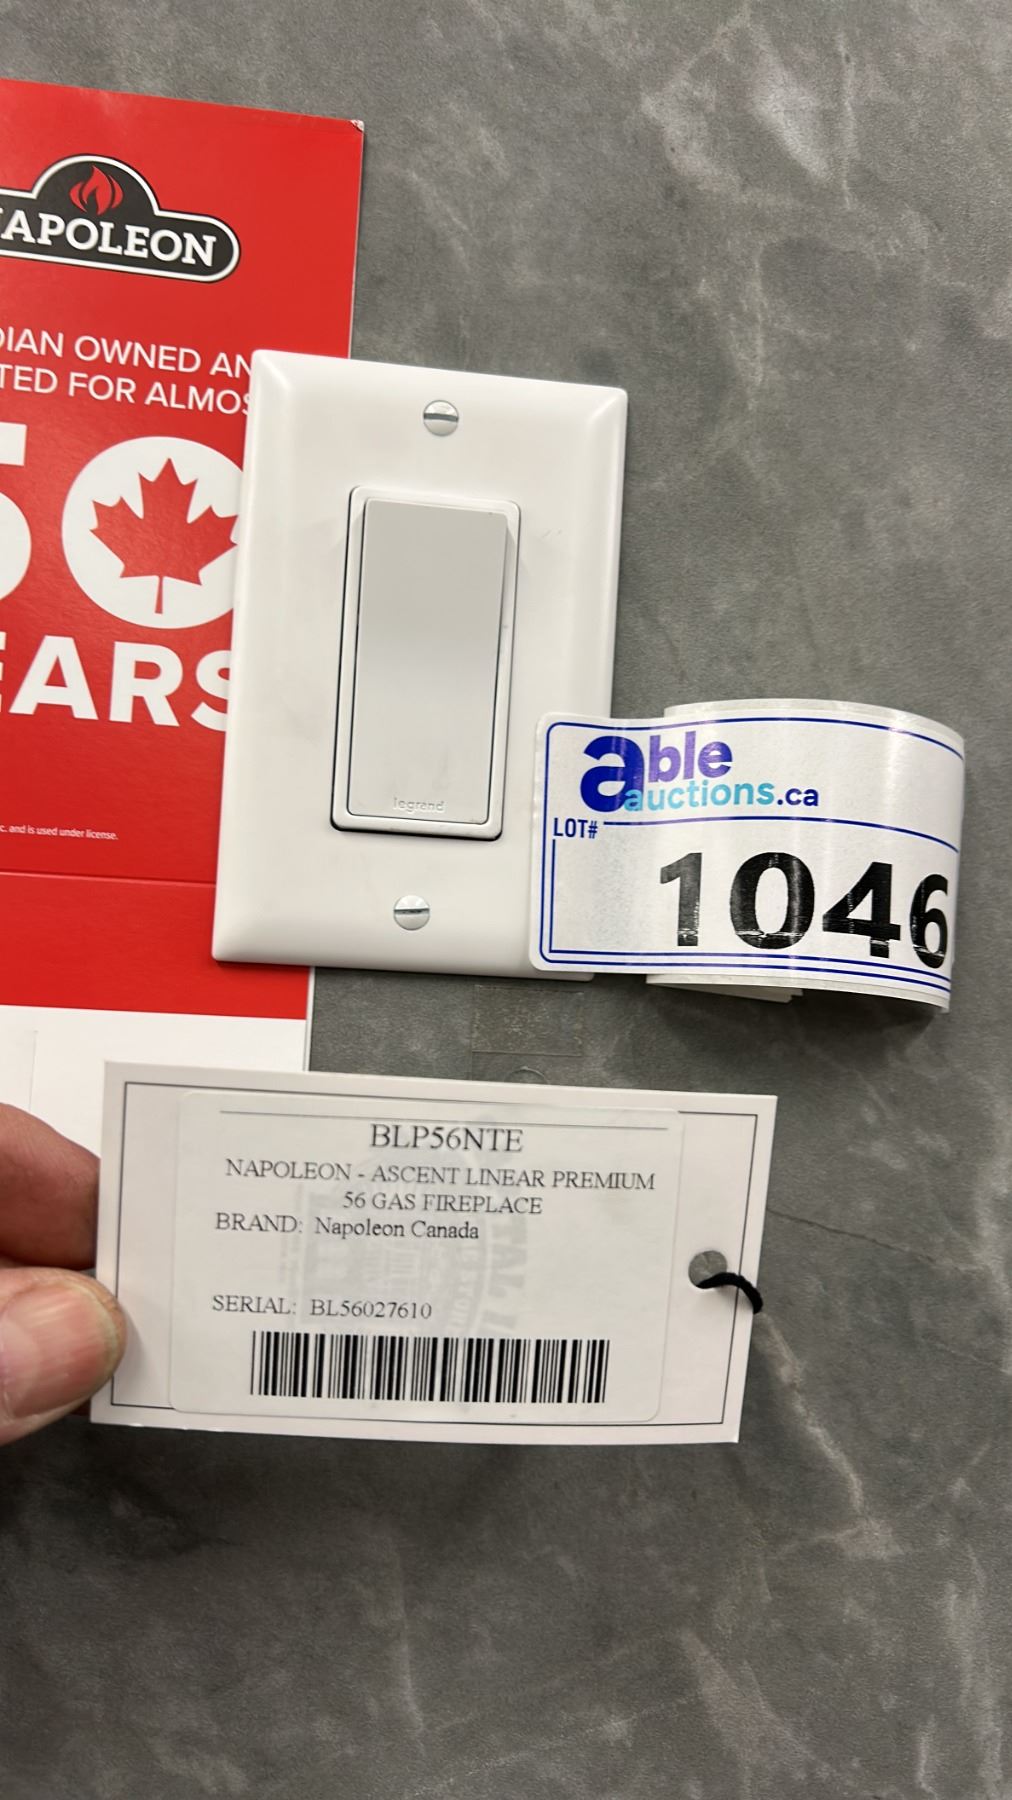 NAPOLEON
DIAN OWNED AN
TED FOR ALMOS
50
EARS
c. and is used under license.
legrand
able
auctions.ca
LOT#
1046
BLP56NTE
NAPOLEON - ASCENT LINEAR PREMIUM
56 GAS FIREPLACE
BRAND: Napoleon Canada
SERIAL: BL56027610